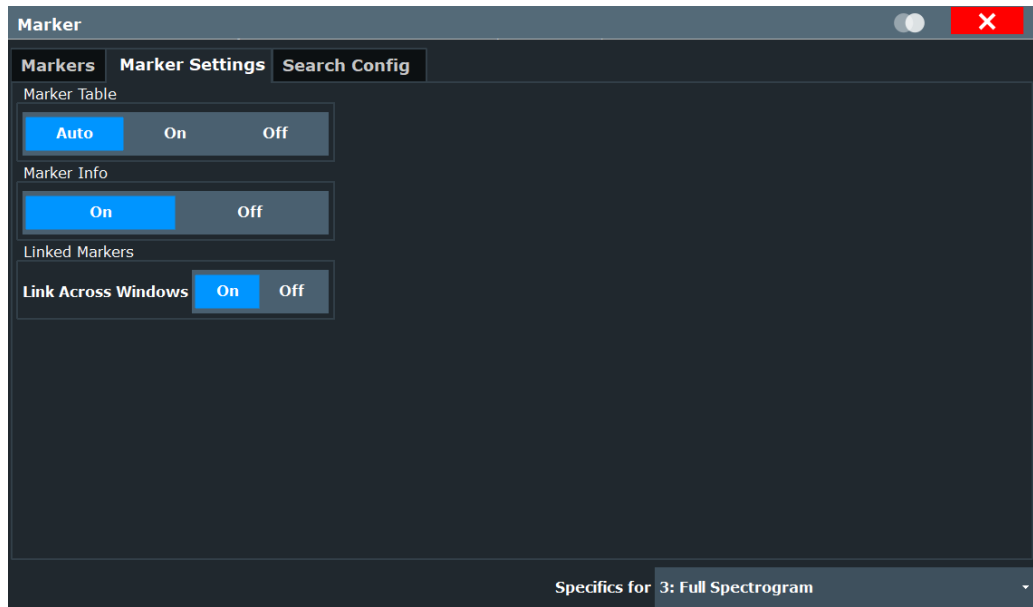 Marker
Markers Marker Settings Search Config
Marker Table
Auto On Off
Marker Info
On Off
Linked Markers
Link Across Windows On Off
Specifics for 3: Full Spectrogram